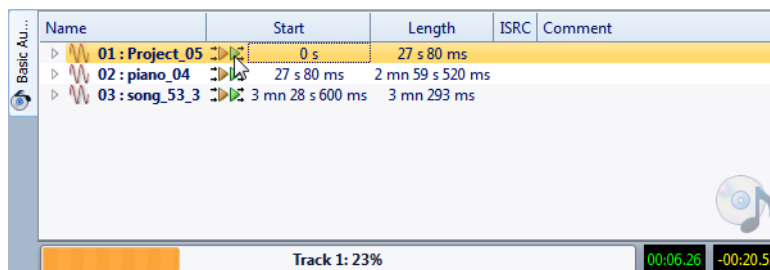 Basic Au...
Name Start Length ISRC Comment
01 : Project_05 0 s 27 s 80 ms
02 : piano_04 27 s 80 ms 2 mn 59 s 520 ms
03 : song_53_3 3 mn 28 s 600 ms 3 mn 293 ms
Track 1: 23% 00:06.26 -00:20.5